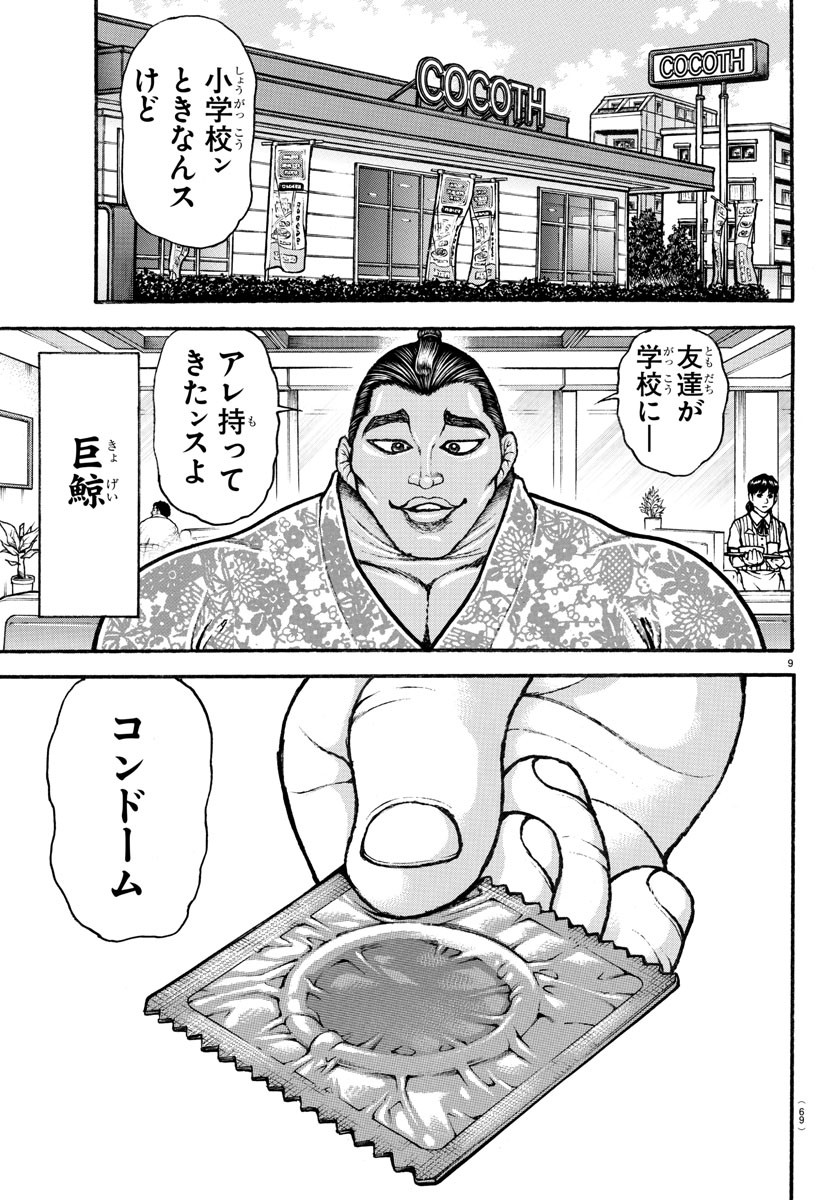 COCOTH
COCOTH
小学校ン
ときなんス
けど
友達が
学校にー
アレ持って
きたンスよ
巨鯨
9
コンドーム
(69)